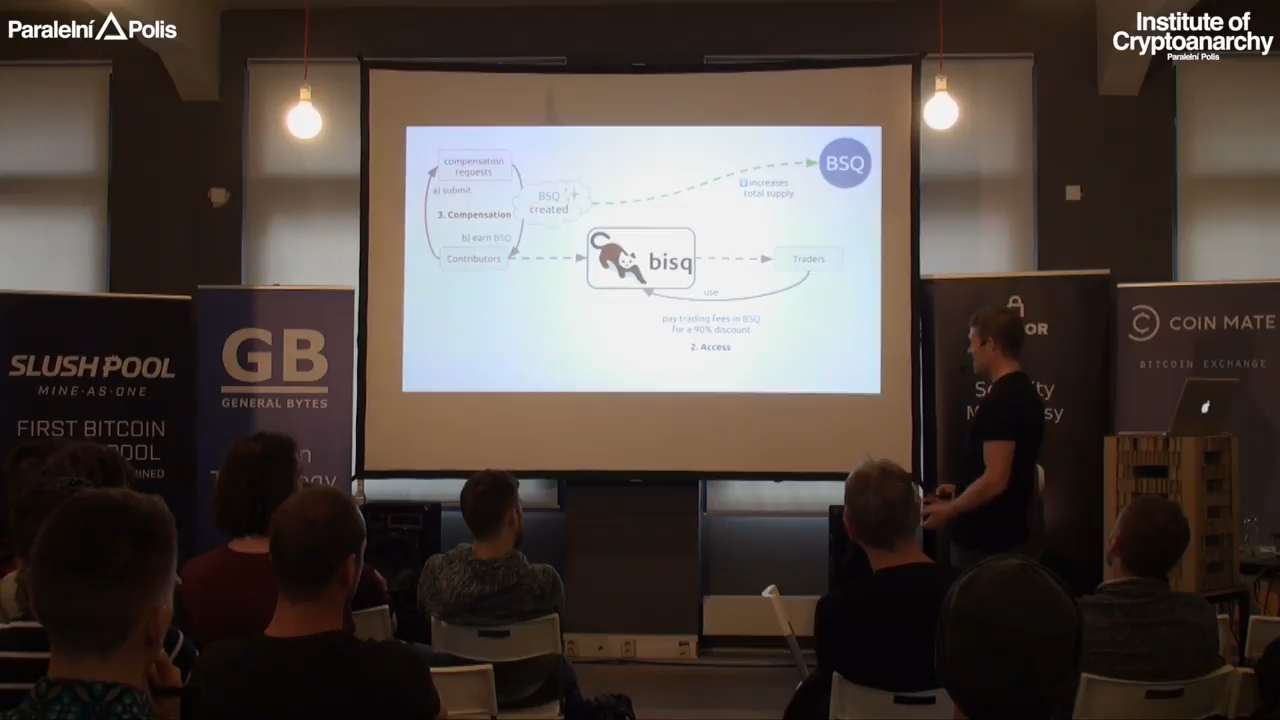 Paralelní Polis
Institute of
Cryptoanarchy
Paralelní Polis
compensation
requests
a) submit
BSQ
created
3. Compensation
b) earn BSQ
Contributors
bisq
increases
total supply
BSQ
Traders
use
pay trading fees in BSQ
for a 90% discount
2. Access
SLUSH POOL
MINE·AS·ONE
FIRST BITCOIN
GB
GENERAL BYTES
COIN MATE
BITCOIN EXCHANGE